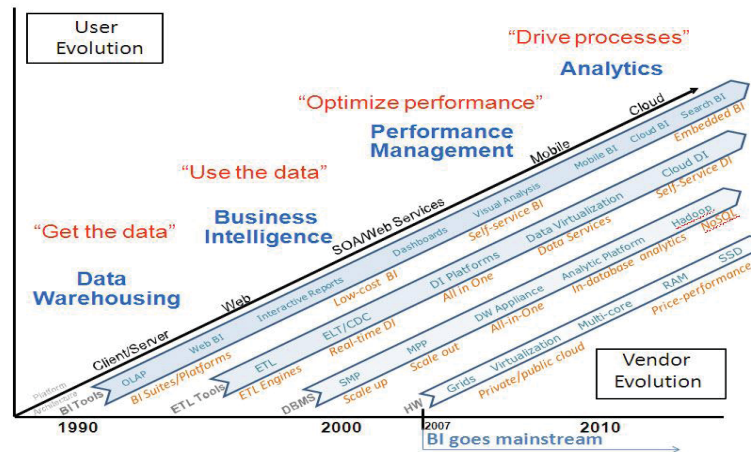 User
Evolution
“Drive processes”
Analytics
“Optimize performance”
Performance
Management
“Use the data”
Business
Intelligence
“Get the data”
Data
Warehousing
Platform
Architecture
Client/Server
Web
SOA/Web Services
Mobile
Cloud
BI Tools
OLAP
Web BI
Interactive Reports
Dashboards
Visual Analysis
Mobile BI
Cloud BI
Search BI
BI Suites/Platforms
Low-cost BI
Self-service BI
Embedded BI
ETL Tools
ETL
ELT/CDC
DI Platforms
Data Virtualization
Cloud DI
ETL Engines
Real-time DI
All in One
Data Services
Self-Service DI
DBMS
SMP
MPP
DW Appliance
Analytic Platform
Hadoop,
NoSQL
Scale up
Scale out
All-in-One
In-database analytics
HW
Grids
Virtualization
Multi-core
RAM
SSD
Private/public cloud
Price-performance
Vendor
Evolution
1990
2000
2007
2010
BI goes mainstream